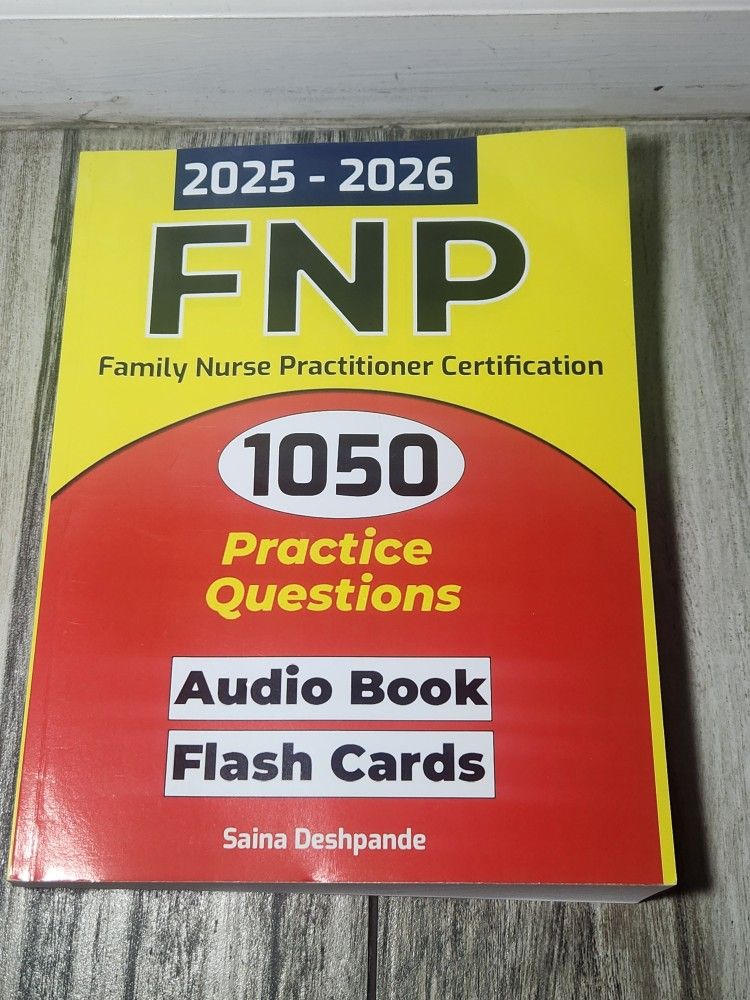 2025 - 2026
FNP
Family Nurse Practitioner Certification
1050
Practice
Questions
Audio Book
Flash Cards
Saina Deshpande